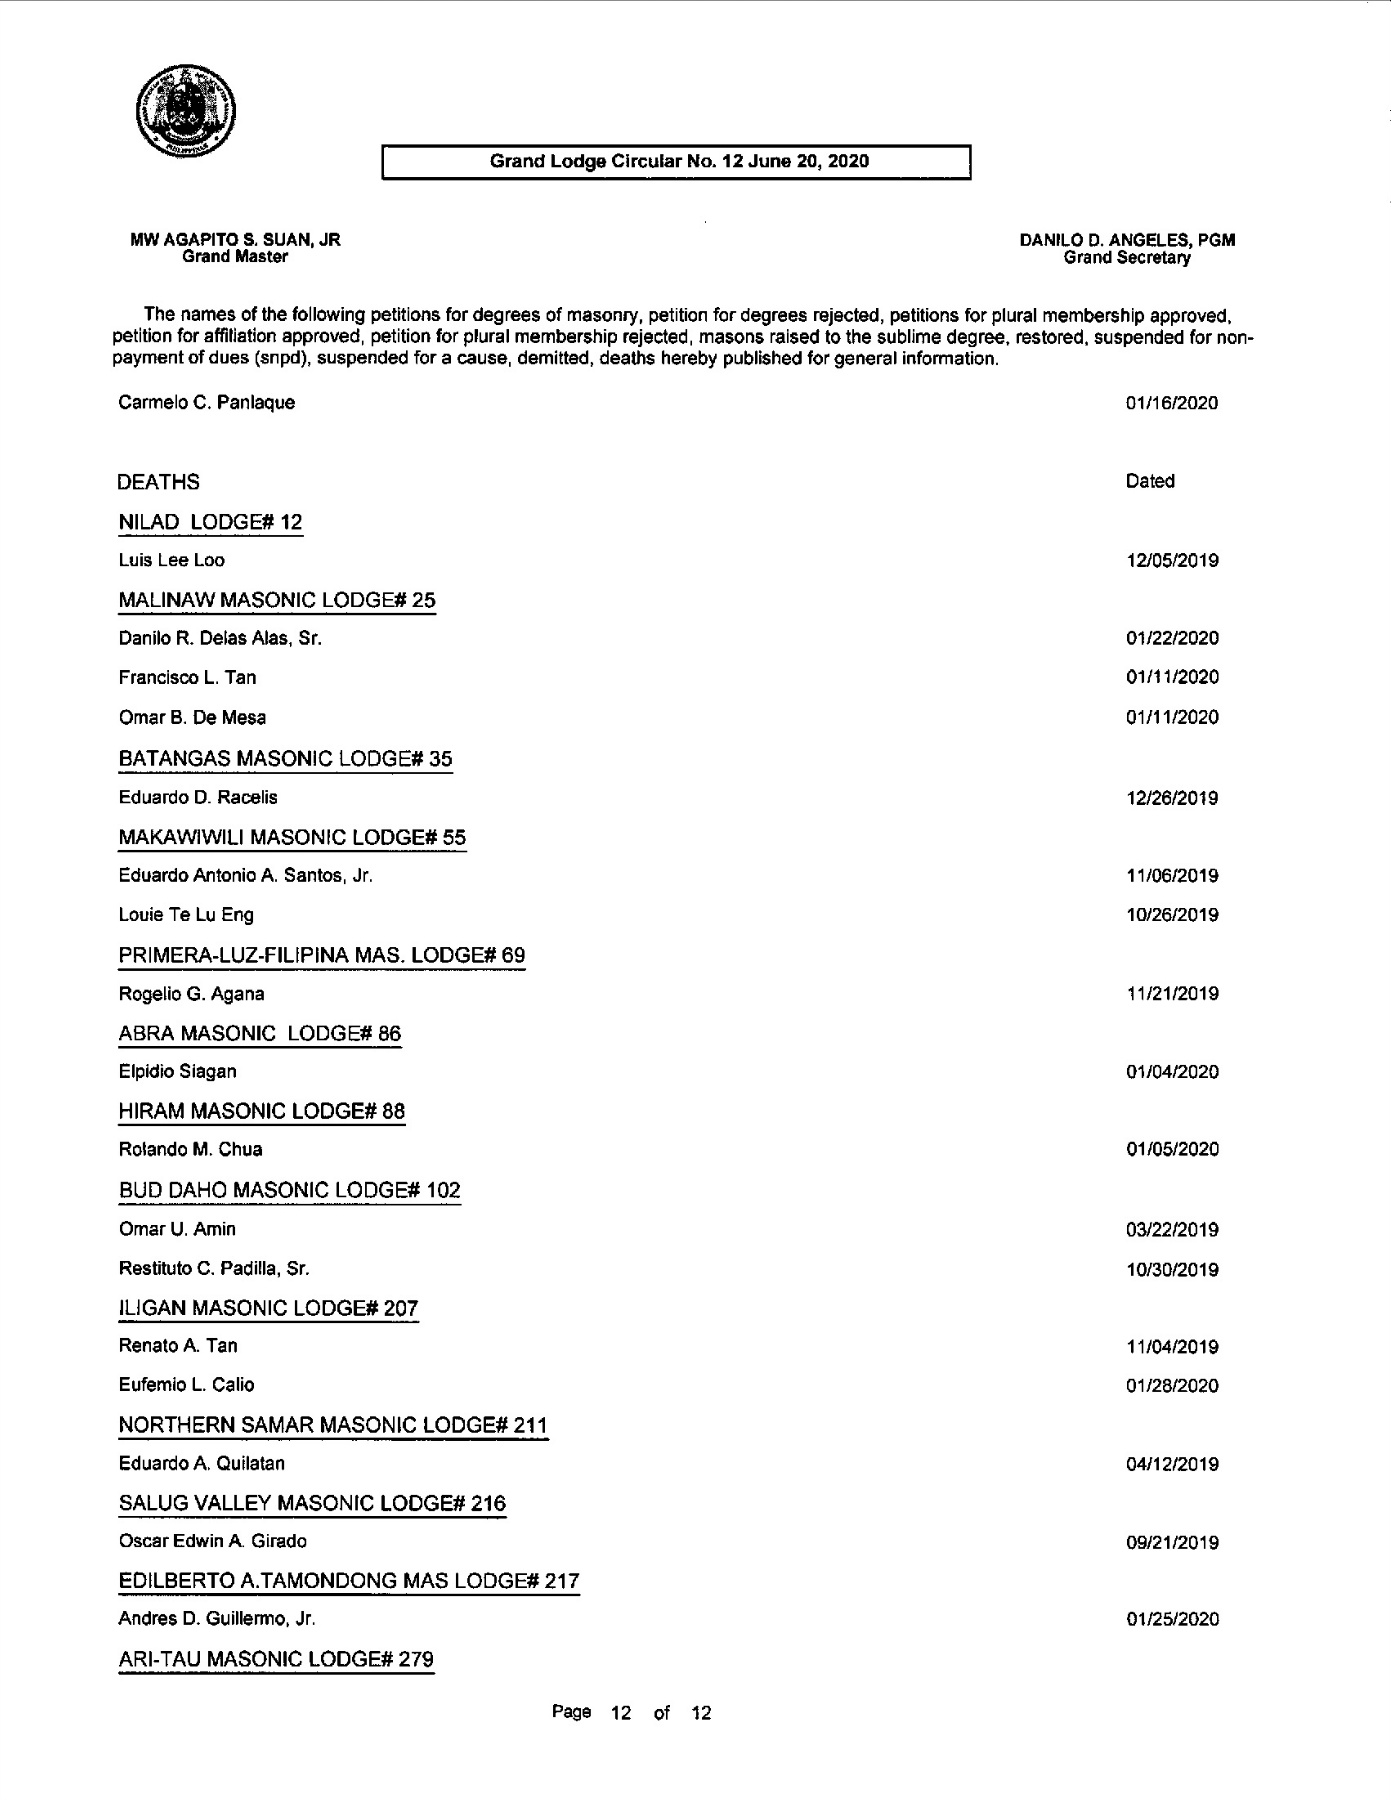 PHILIPPINES
Grand Lodge Circular No. 12 June 20, 2020
MW AGAPITO S. SUAN, JR
Grand Master
DANILO D. ANGELES, PGM
Grand Secretary
The names of the following petitions for degrees of masonry, petition for degrees rejected, petitions for plural membership approved,
petition for affiliation approved, petition for plural membership rejected, masons raised to the sublime degree, restored, suspended for non-
payment of dues (snpd), suspended for a cause, demitted, deaths hereby published for general information.
Carmelo C. Panlaque 01/16/2020
DEATHS Dated
NILAD LODGE# 12
Luis Lee Loo 12/05/2019
MALINAW MASONIC LODGE# 25
Danilo R. Delas Alas, Sr. 01/22/2020
Francisco L. Tan 01/11/2020
Omar B. De Mesa 01/11/2020
BATANGAS MASONIC LODGE# 35
Eduardo D. Racelis 12/26/2019
MAKAWIWILI MASONIC LODGE# 55
Eduardo Antonio A. Santos, Jr. 11/06/2019
Louie Te Lu Eng 10/26/2019
PRIMERA-LUZ-FILIPINA MAS. LODGE# 69
Rogelio G. Agana 11/21/2019
ABRA MASONIC LODGE# 86
Elpidio Siagan 01/04/2020
HIRAM MASONIC LODGE# 88
Rolando M. Chua 01/05/2020
BUD DAHO MASONIC LODGE# 102
Omar U. Amin 03/22/2019
Restituto C. Padilla, Sr. 10/30/2019
ILIGAN MASONIC LODGE# 207
Renato A. Tan 11/04/2019
Eufemio L. Calio 01/28/2020
NORTHERN SAMAR MASONIC LODGE# 211
Eduardo A. Quilatan 04/12/2019
SALUG VALLEY MASONIC LODGE# 216
Oscar Edwin A. Girado 09/21/2019
EDILBERTO A.TAMONDONG MAS LODGE# 217
Andres D. Guillermo, Jr. 01/25/2020
ARI-TAU MASONIC LODGE# 279
Page 12 of 12